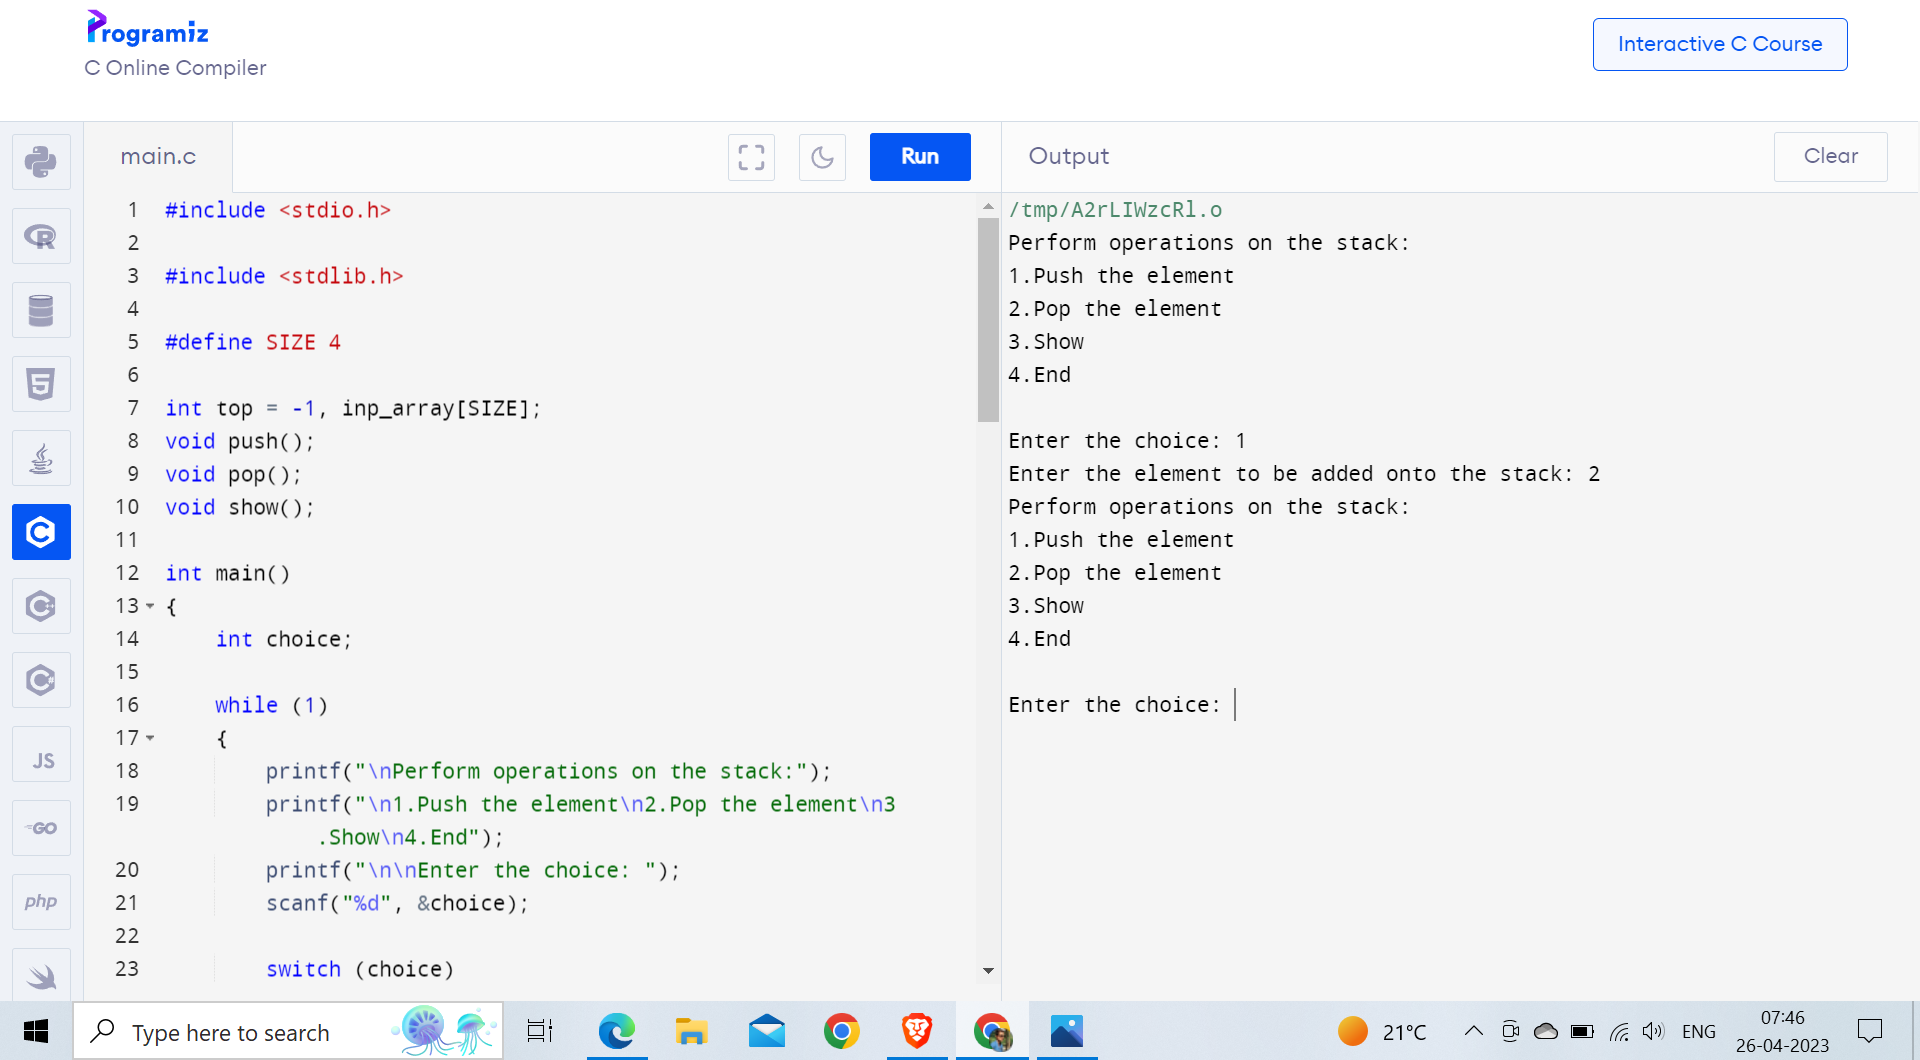 Programiz
C Online Compiler
Interactive C Course
main.c
Run
Output
Clear
1 #include <stdio.h>
2
3 #include <stdlib.h>
4
5 #define SIZE 4
6
7 int top = -1, inp_array[SIZE];
8 void push();
9 void pop();
10 void show();
11
12 int main()
13 {
14 int choice;
15
16 while (1)
17 {
18 printf("\nPerform operations on the stack:");
19 printf("\n1.Push the element\n2.Pop the element\n3
.Show\n4.End");
20 printf("\n\nEnter the choice: ");
21 scanf("%d", &choice);
22
23 switch (choice)
/tmp/A2rLIWzcRl.o
Perform operations on the stack:
1.Push the element
2.Pop the element
3.Show
4.End
Enter the choice: 1
Enter the element to be added onto the stack: 2
Perform operations on the stack:
1.Push the element
2.Pop the element
3.Show
4.End
Enter the choice:
R
5
C
C
C#
JS
GO
php
Type here to search
21°C
ENG
07:46
26-04-2023